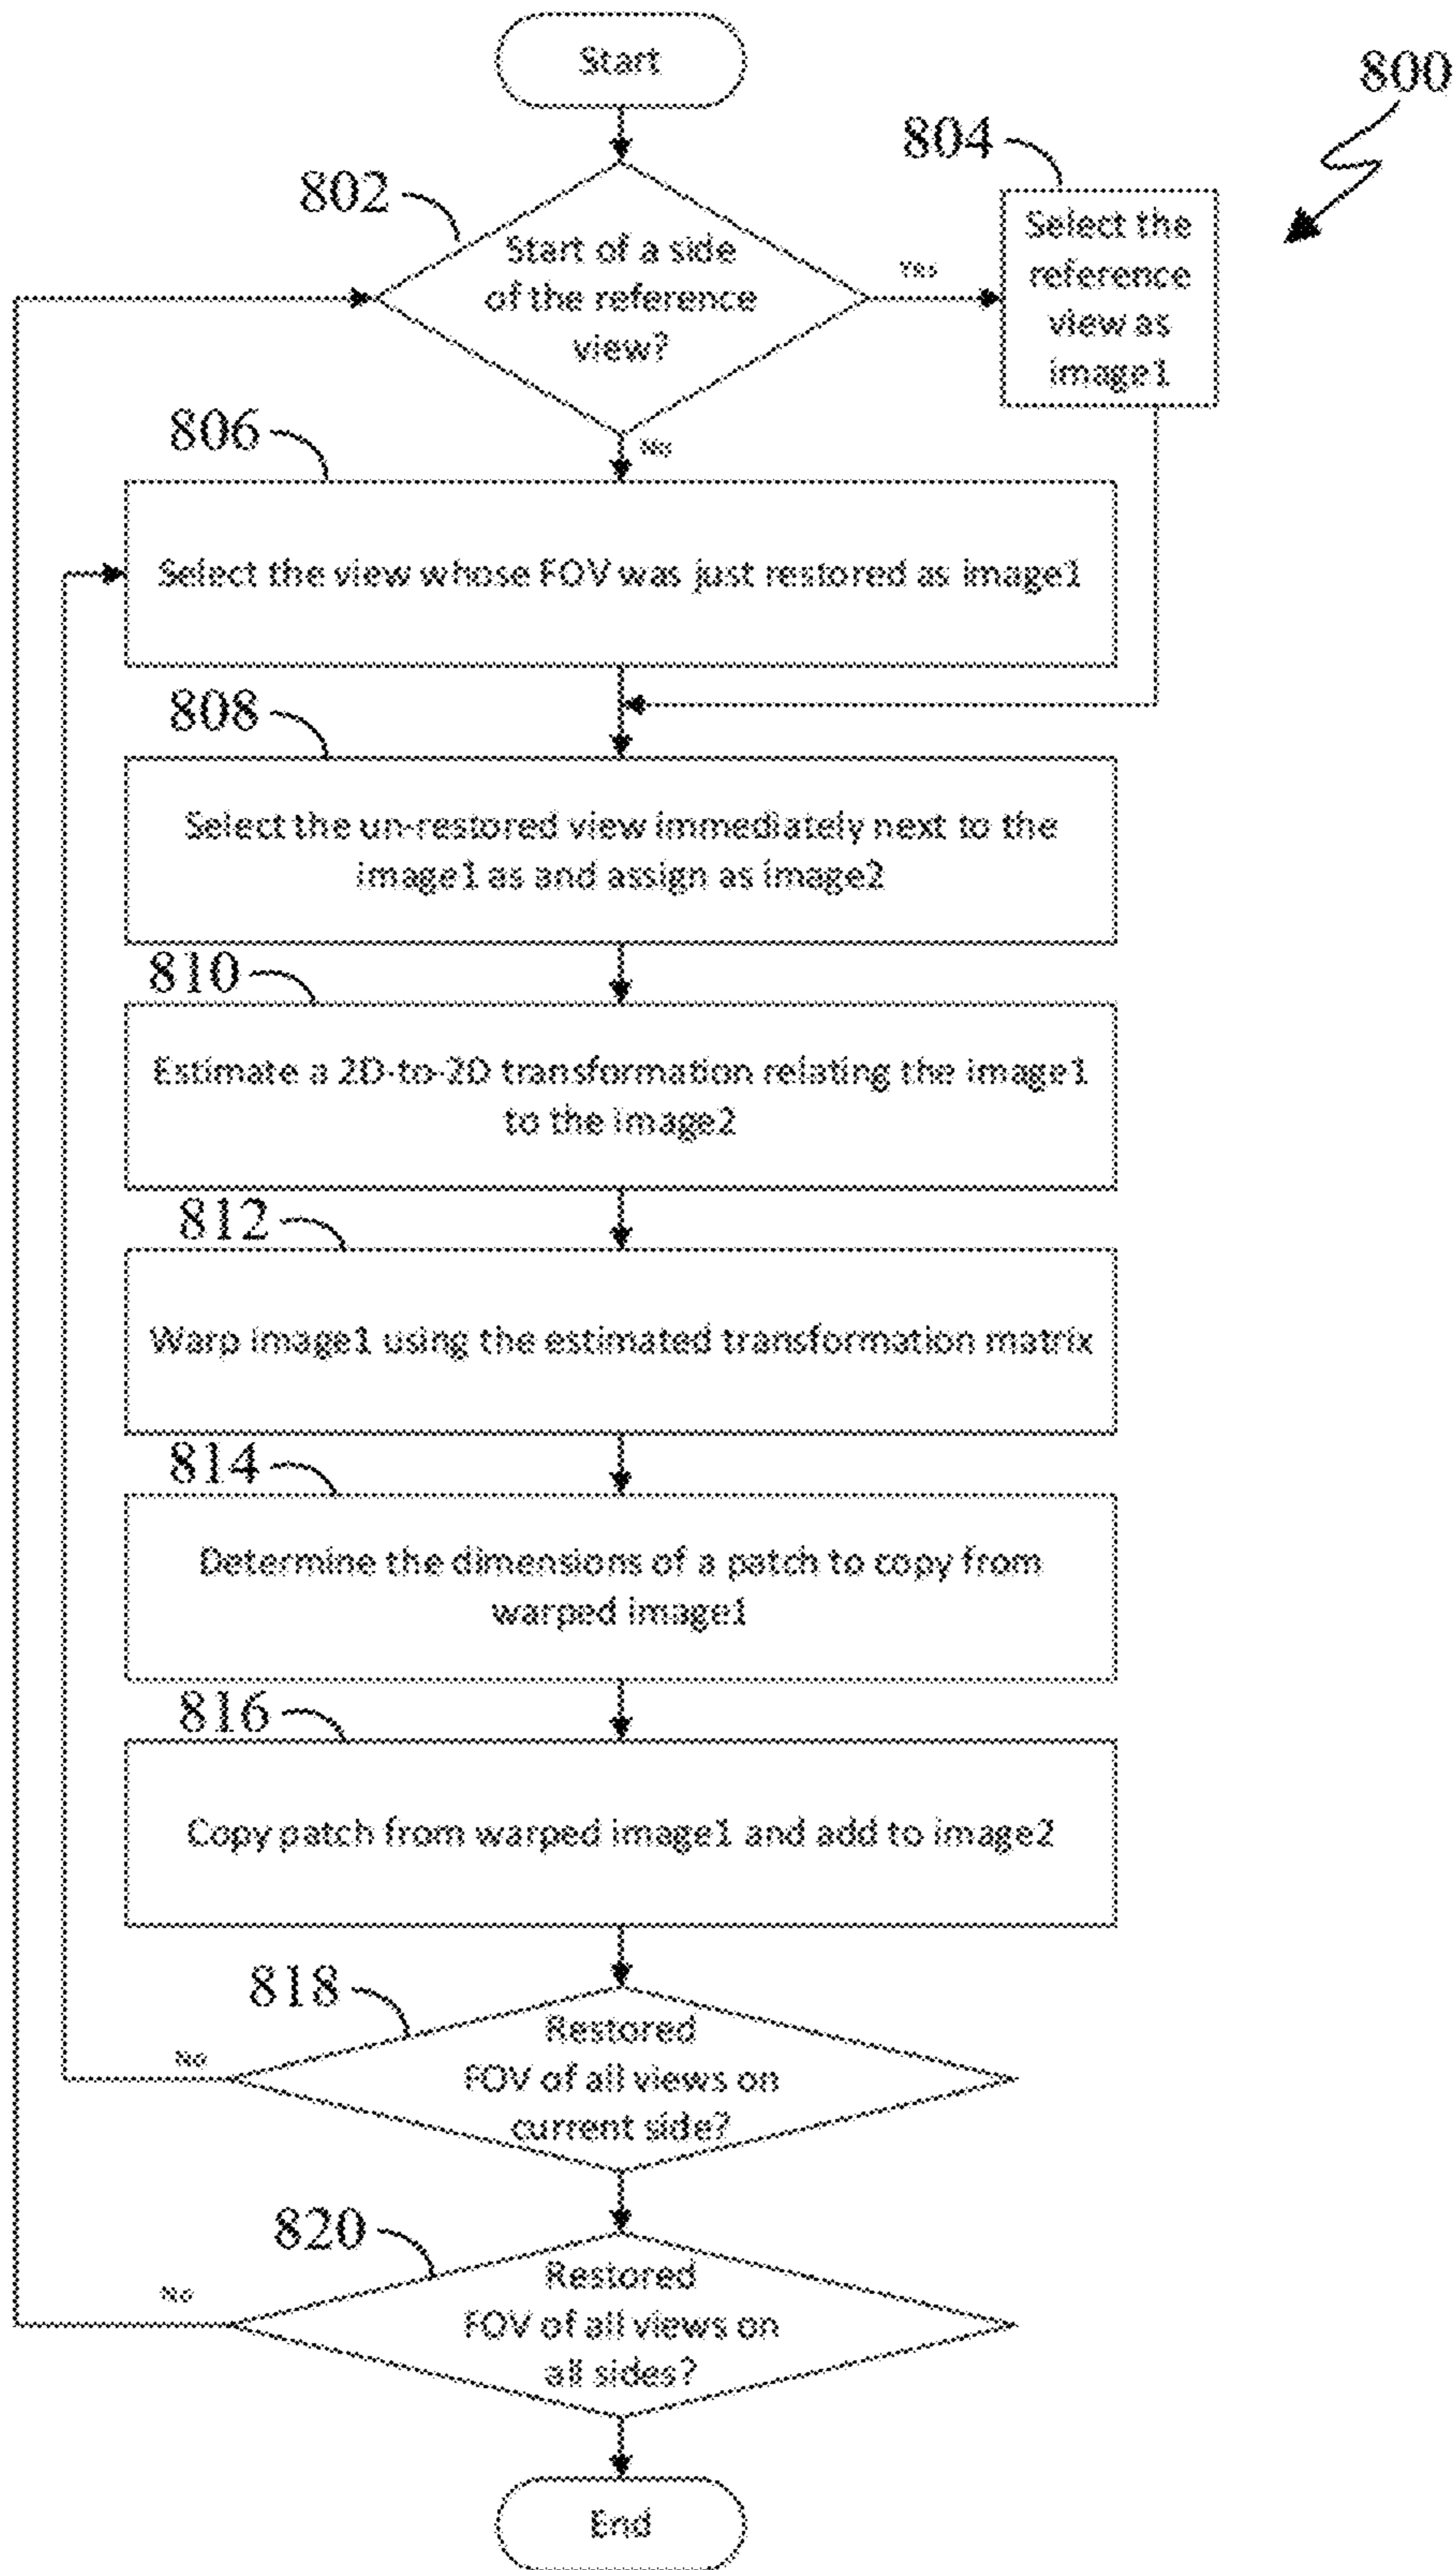 Start
800
804
802
Select the
reference
view as
image1
Start of a side
of the reference
view?
Yes
No
806
Select the view whose FOV was just restored as image1
808
Select the un-restored view immediately next to the
image1 as and assign as image2
810
Estimate a 2D-to-2D transformation relating the image1
to the image2
812
Warp image1 using the estimated transformation matrix
814
Determine the dimensions of a patch to copy from
warped image1
816
Copy patch from warped image1 and add to image2
818
Restored
FOV of all views on
current side?
No
820
Restored
FOV of all views on
all sides?
No
End